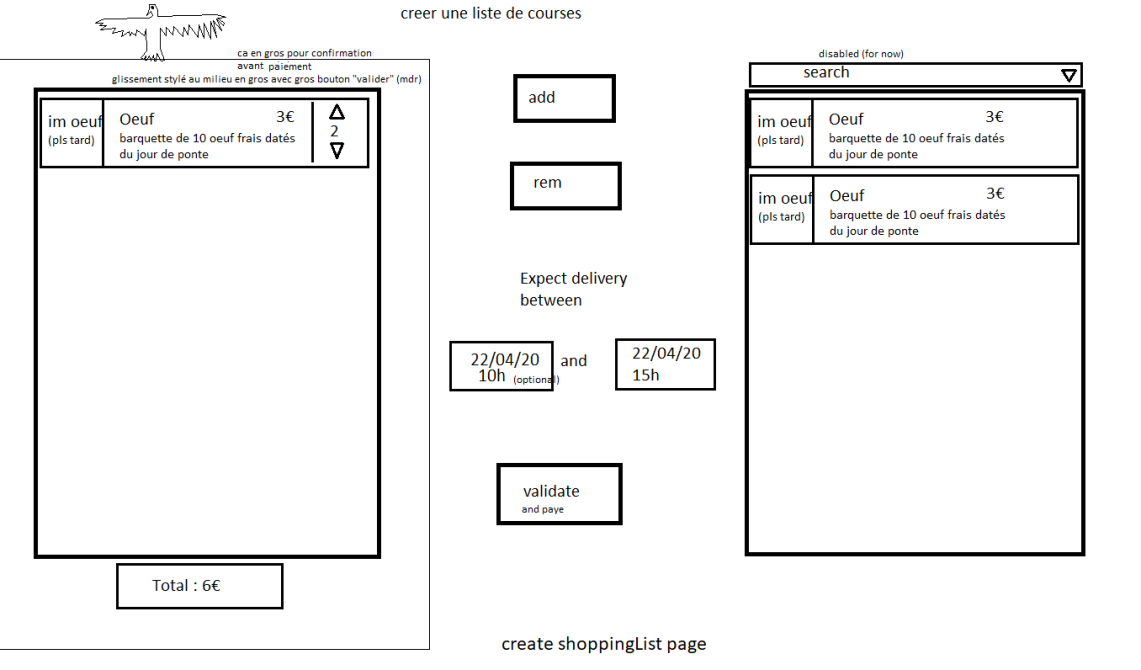 creer une liste de courses
ca en gros pour confirmation
avant paiement
glissement stylé au milieu en gros avec gros bouton "valider" (mdr)
im oeuf
(pls tard)
Oeuf
3€
barquette de 10 oeuf frais datés
du jour de ponte
2
Total : 6€
add
rem
Expect delivery
between
22/04/20
10h (optional)
and
22/04/20
15h
validate
and paye
disabled (for now)
search
im oeuf
(pls tard)
Oeuf
3€
barquette de 10 oeuf frais datés
du jour de ponte
im oeuf
(pls tard)
Oeuf
3€
barquette de 10 oeuf frais datés
du jour de ponte
create shoppingList page